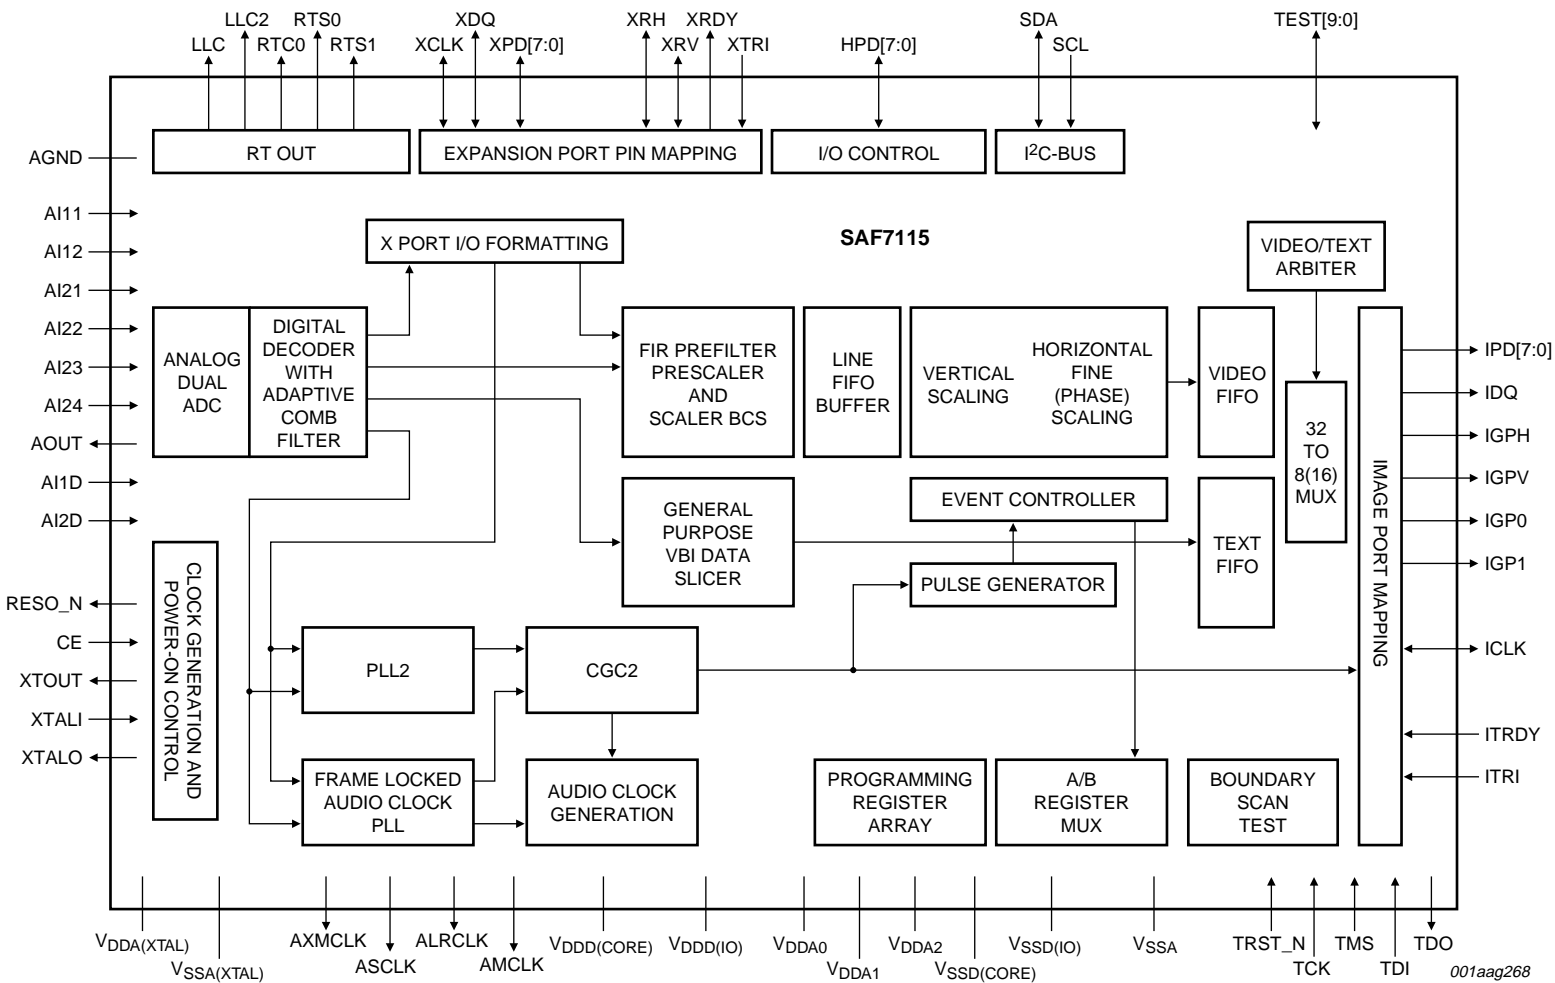 LLC2 RTS0 XDQ XRH XRDY SDA TEST[9:0]
LLC RTC0 RTS1 XCLK XPD[7:0] XRV XTRI HPD[7:0] SCL
RT OUT
EXPANSION PORT PIN MAPPING
I/O CONTROL
I2C-BUS
AGND
AI11
AI12
AI21
AI22
AI23
AI24
AOUT
AI1D
AI2D
RESO_N
CE
XTOUT
XTALI
XTALO
SAF7115
X PORT I/O FORMATTING
VIDEO/TEXT
ARBITER
ANALOG
DUAL
ADC
DIGITAL
DECODER
WITH
ADAPTIVE
COMB
FILTER
FIR PREFILTER
PRESCALER
AND
SCALER BCS
LINE
FIFO
BUFFER
VERTICAL
SCALING
HORIZONTAL
FINE
(PHASE)
SCALING
VIDEO
FIFO
32
TO
8(16)
MUX
IMAGE PORT MAPPING
IPD[7:0]
IDQ
IGPH
IGPV
IGP0
IGP1
ICLK
ITRDY
ITRI
GENERAL
PURPOSE
VBI DATA
SLICER
EVENT CONTROLLER
PULSE GENERATOR
TEXT
FIFO
CLOCK GENERATION AND
POWER-ON CONTROL
PLL2
CGC2
FRAME LOCKED
AUDIO CLOCK
PLL
AUDIO CLOCK
GENERATION
PROGRAMMING
REGISTER
ARRAY
A/B
REGISTER
MUX
BOUNDARY
SCAN
TEST
VDDA(XTAL) AXMCLK ALRCLK VDDD(CORE) VDDD(IO) VDDA0 VDDA2 VSSD(IO) VSSA TRST_N TMS TDO
VSSA(XTAL) ASCLK AMCLK VDDA1 VSSD(CORE) TCK TDI
001aag268